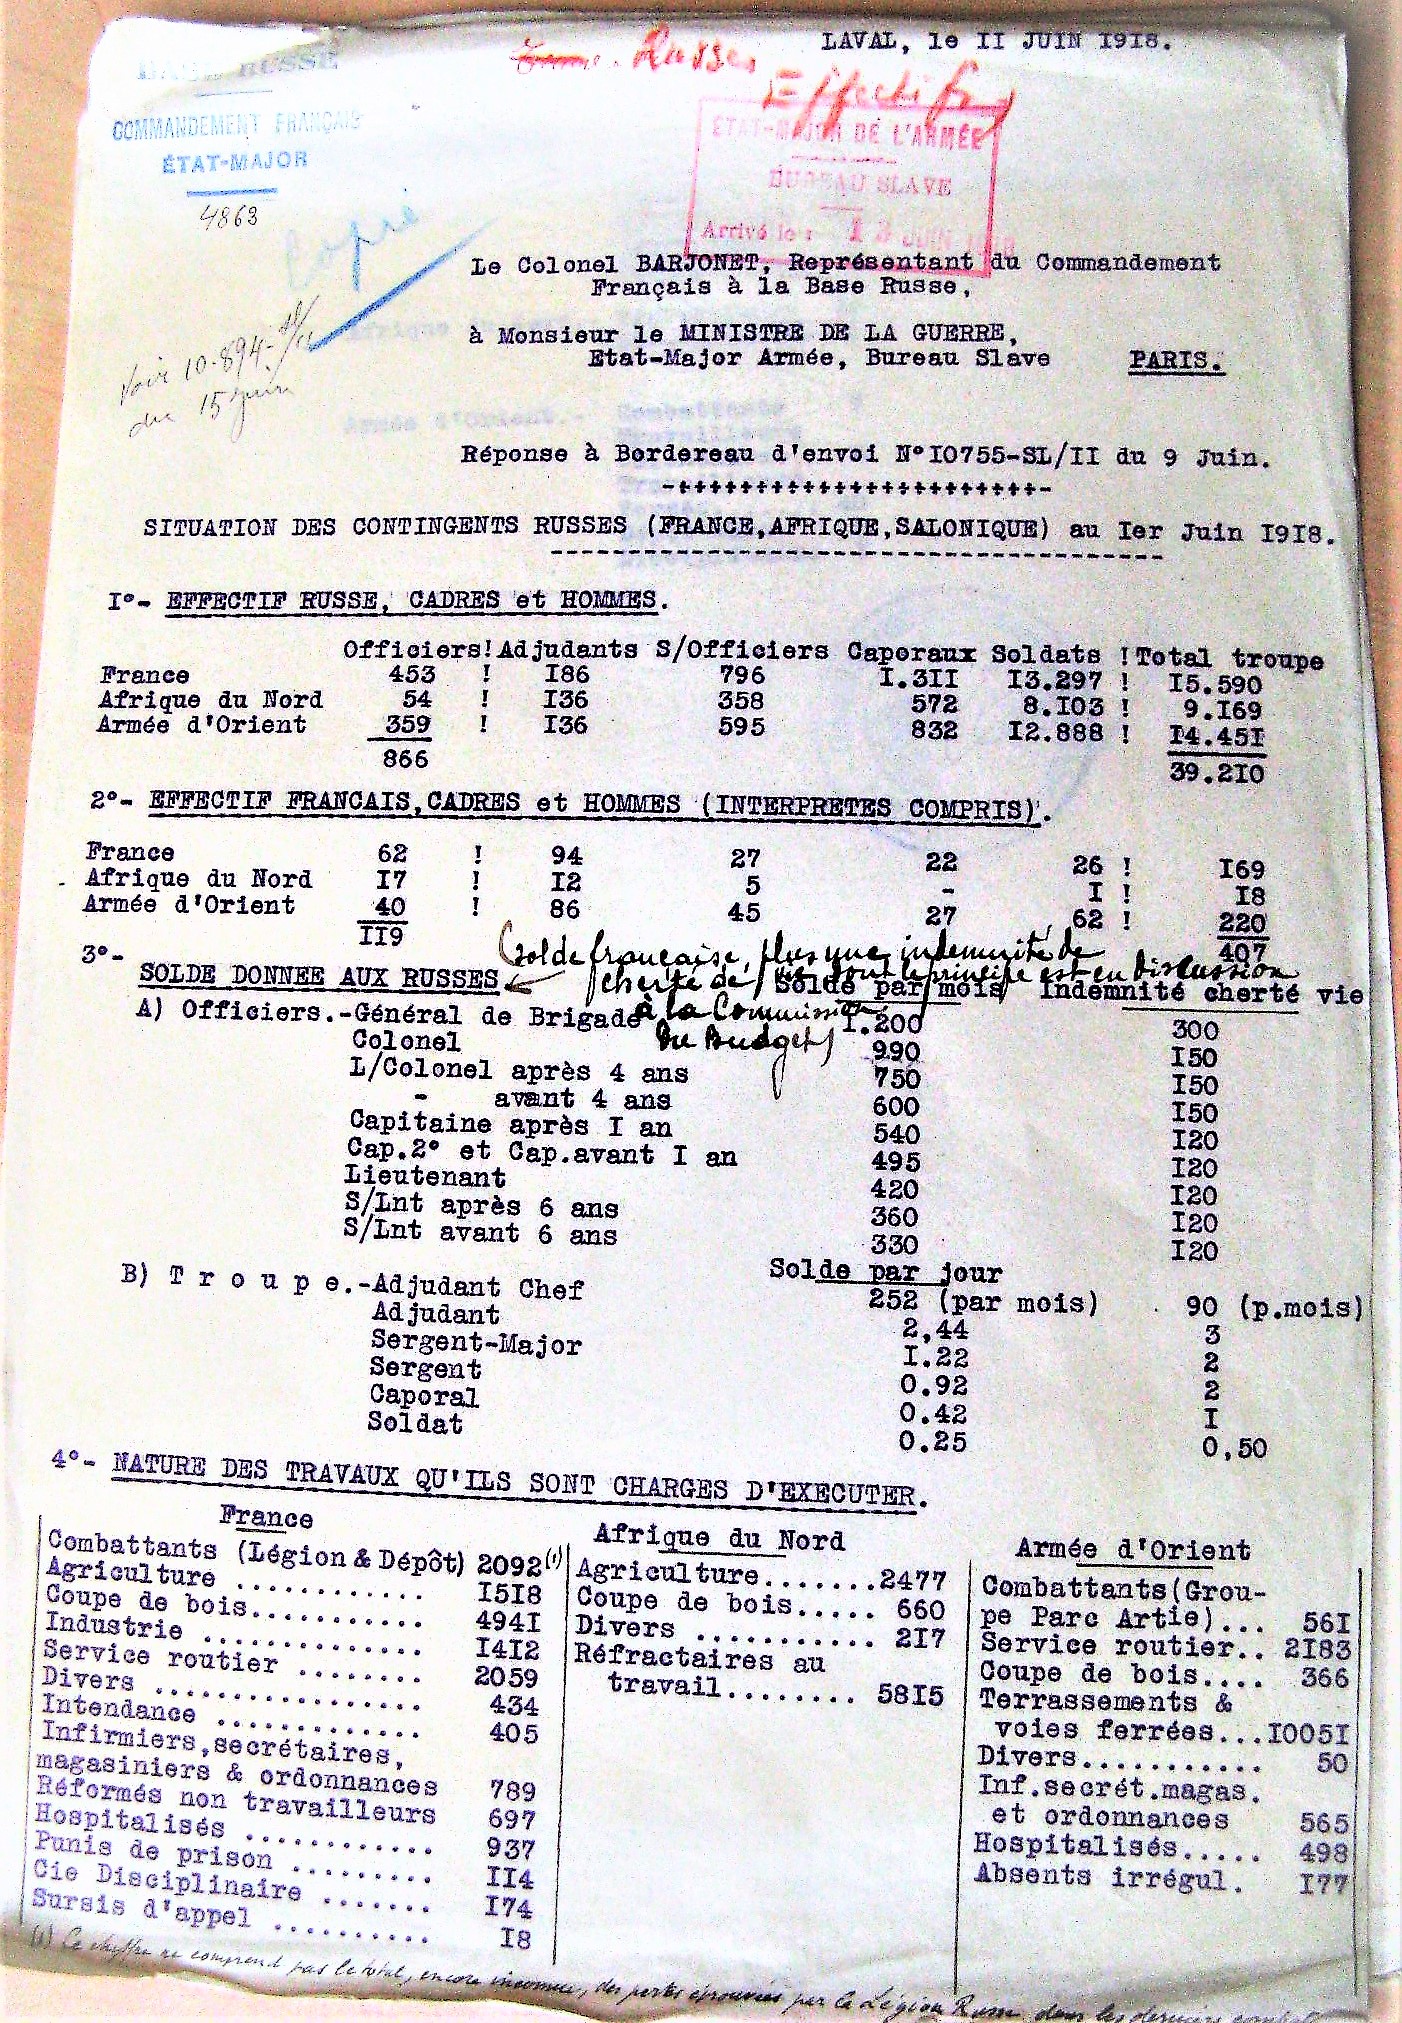 LAVAL, le II JUIN 1918.
BASE RUSSE
Russes
Effectifs
COMMANDEMENT FRANÇAIS
ÉTAT-MAJOR
4863
Copie
ÉTAT-MAJOR DE L'ARMÉE
BUREAU SLAVE
Arrivé le : 13 JUIN 1918
Le Colonel BARJONET, Représentant du Commandement
Français à la Base Russe,
à Monsieur le MINISTRE DE LA GUERRE,
Etat-Major Armée, Bureau Slave PARIS.
Voir 10.894-
du 15 juin
Réponse à Bordereau d'envoi N°I0755-SL/II du 9 Juin.
-+++++++++++++++++++++++-
SITUATION DES CONTINGENTS RUSSES (FRANCE,AFRIQUE,SALONIQUE) au Ier Juin I9I8.
I°- EFFECTIF RUSSE, CADRES et HOMMES.
Officiers! Adjudants S/Officiers Caporaux Soldats ! Total troupe
France 453 ! I86 796 I.3II I3.297 ! I5.590
Afrique du Nord 54 ! I36 358 572 8.I03 ! 9.I69
Armée d'Orient 359 ! I36 595 832 I2.888 ! I4.45I
866 39.2I0
2°- EFFECTIF FRANCAIS,CADRES et HOMMES (INTERPRETES COMPRIS).
France 62 ! 94 27 22 26 ! I69
Afrique du Nord I7 ! I2 5 - I ! I8
Armée d'Orient 40 ! 86 45 27 62 ! 220
II9 407
3°- SOLDE DONNEE AUX RUSSES
(solde française, plus une indemnité de
cherté de vie dont le principe est en discussion
à la Commission
du Budget)
Solde par mois Indemnité cherté vie
A) Officiers.-Général de Brigade I.200 300
Colonel 990 I50
L/Colonel après 4 ans 750 I50
- avant 4 ans 600 I50
Capitaine après I an 540 I20
Cap.2° et Cap.avant I an 495 I20
Lieutenant 420 I20
S/Lnt après 6 ans 360 I20
S/Lnt avant 6 ans 330 I20
Solde par jour
B) T r o u p e.-Adjudant Chef 252 (par mois) 90 (p.mois)
Adjudant 2,44 3
Sergent-Major I.22 2
Sergent 0.92 2
Caporal 0.42 I
Soldat 0.25 0,50
4°- NATURE DES TRAVAUX QU'ILS SONT CHARGES D'EXECUTER.
France
Combattants (Légion & Dépôt) 2092 (1)
Agriculture ............ I5I8
Coupe de bois........... 494I
Industrie .............. I4I2
Service routier ........ 2059
Divers ................. 434
Intendance ............. 405
Infirmiers,secrétaires,
magasiniers & ordonnances 789
Réformés non travailleurs 697
Hospitalisés ........... 937
Punis de prison ........ II4
Cie Disciplinaire ....... I74
Sursis d'appel .......... I8
Afrique du Nord
Agriculture.......2477
Coupe de bois..... 660
Divers ........... 2I7
Réfractaires au
travail........ 58I5
Armée d'Orient
Combattants(Grou-
pe Parc Artie)... 56I
Service routier.. 2I83
Coupe de bois.... 366
Terrassements &
voies ferrées...I005I
Divers........... 50
Inf.secrét.magas.
et ordonnances 565
Hospitalisés..... 498
Absents irrégul. I77
(1) Ce chiffre ne comprend pas le total, encore inconnu, des pertes éprouvées par la Légion Russe dans les derniers combats